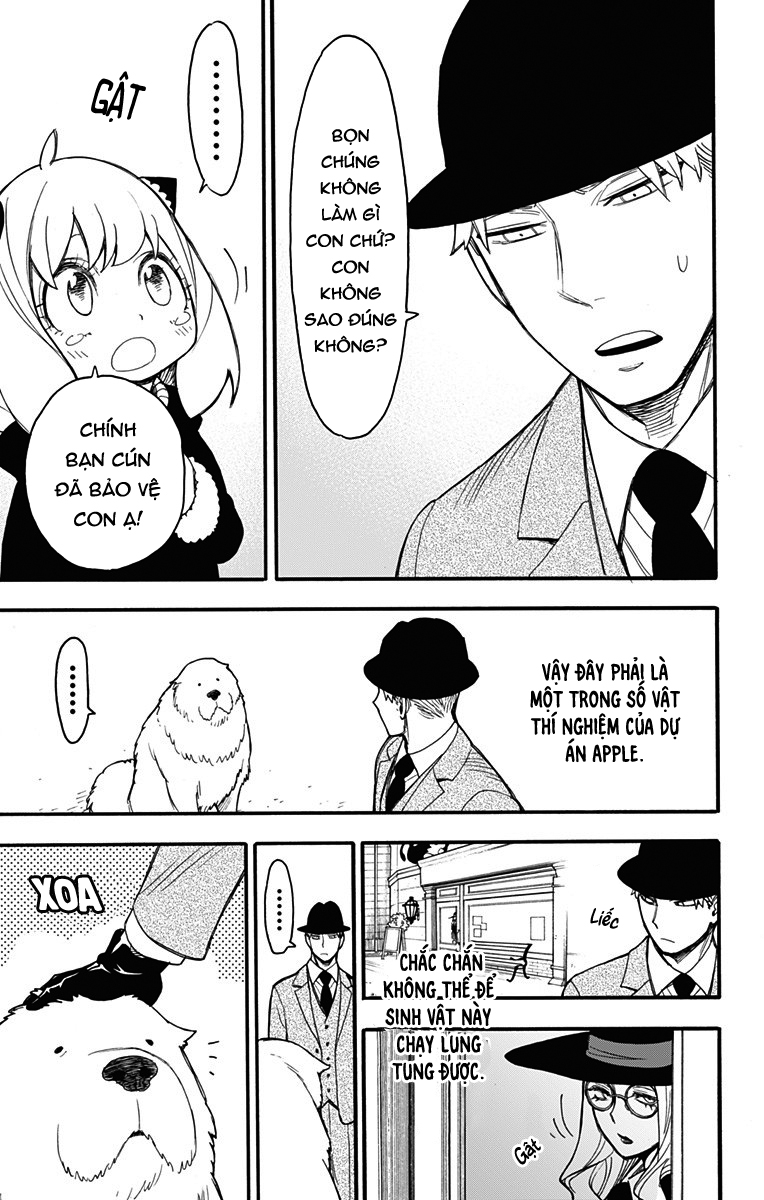 BỌN
CHÚNG
KHÔNG
LÀM GÌ
CON CHỨ?
CON
KHÔNG
SAO ĐÚNG
KHÔNG?
........
GẬT
CHÍNH
BẠN CÚN
ĐÃ BẢO VỆ
CON Ạ!
VẬY ĐÂY PHẢI LÀ
MỘT TRONG SỐ VẬT
THÍ NGHIỆM CỦA DỰ
ÁN APPLE.
......
Liếc
CHẮC CHẮN
KHÔNG THỂ ĐỂ
SINH VẬT NÀY
CHẠY LUNG
TUNG ĐƯỢC.
Gật
.....
XOA